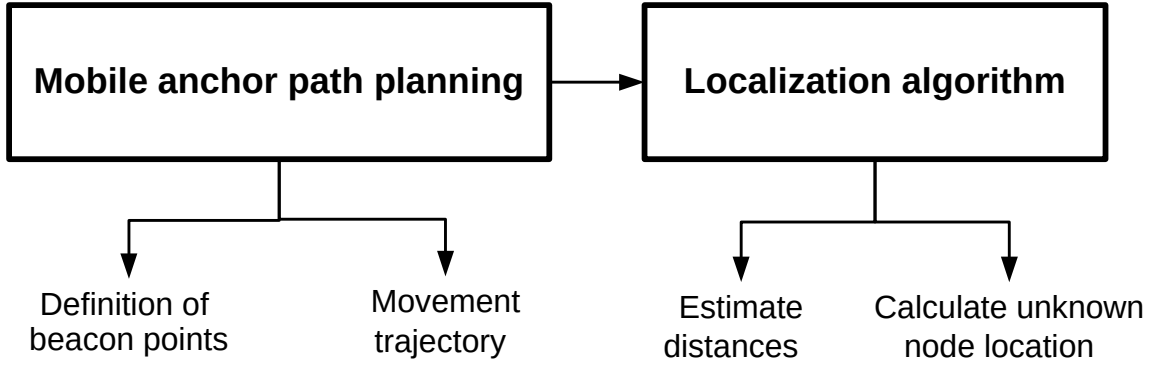 Mobile anchor path planning
Localization algorithm
Definition of
beacon points
Movement
trajectory
Estimate
distances
Calculate unknown
node location